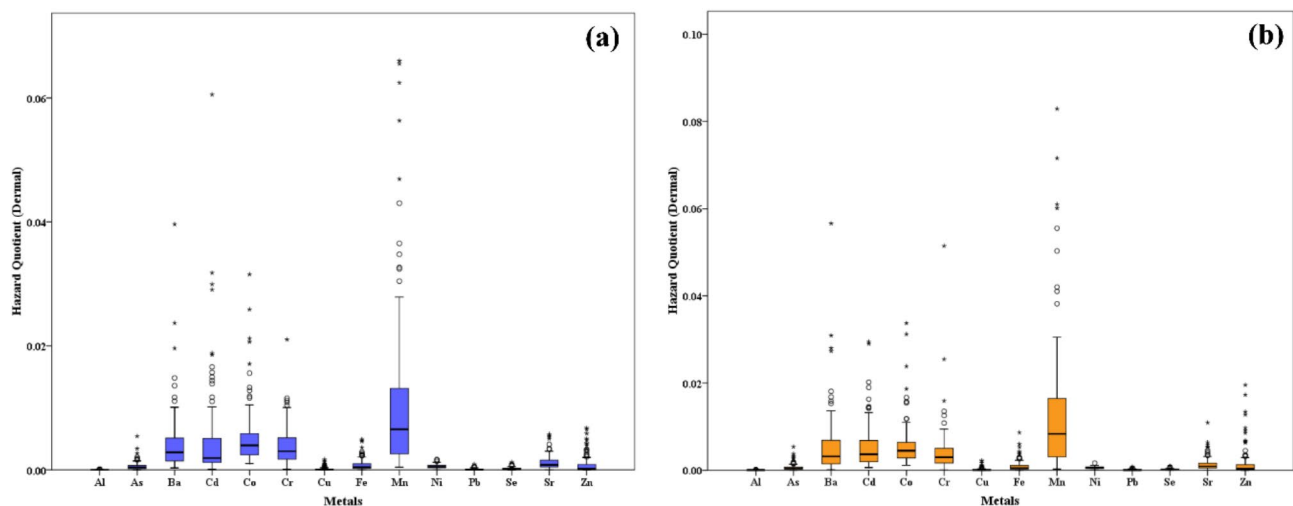 (a)
Hazard Quotient (Dermal)
0.06
0.04
0.02
0.00
Al As Ba Cd Co Cr Cu Fe Mn Ni Pb Se Sr Zn
Metals
(b)
Hazard Quotient (Dermal)
0.10
0.08
0.06
0.04
0.02
0.00
Al As Ba Cd Co Cr Cu Fe Mn Ni Pb Se Sr Zn
Metals